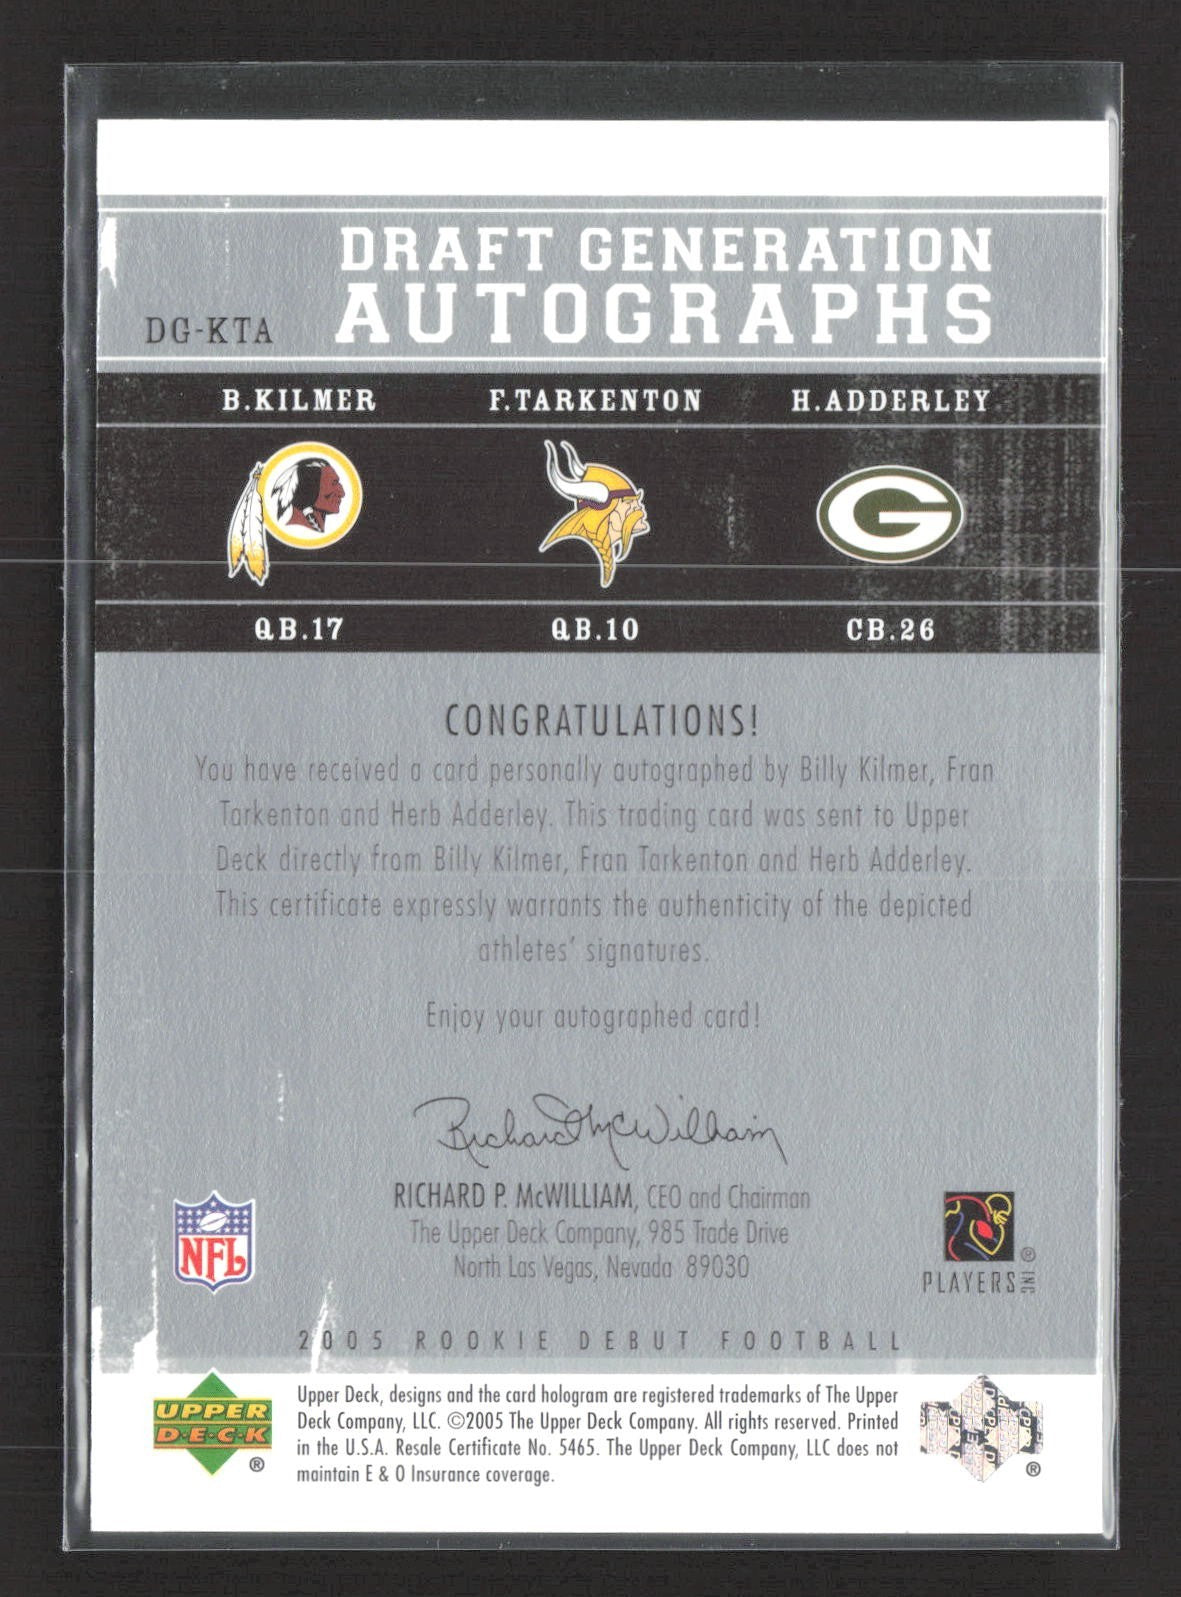 DRAFT GENERATION
AUTOGRAPHS
DG-KTA
B.KILMER F.TARKENTON H.ADDERLEY
G
QB.17 QB.10 CB.26
CONGRATULATIONS!
You have received a card personally autographed by Billy Kilmer, Fran
Tarkenton and Herb Adderley. This trading card was sent to Upper
Deck directly from Billy Kilmer, Fran Tarkenton and Herb Adderley.
This certificate expressly warrants the authenticity of the depicted
athletes' signatures.
Enjoy your autographed card!
Richard McWilliam
RICHARD P. McWILLIAM, CEO and Chairman
The Upper Deck Company, 985 Trade Drive
North Las Vegas, Nevada 89030
NFL
PLAYERS INC ®
2005 ROOKIE DEBUT FOOTBALL
UPPER
D·E·C·K
®
Upper Deck, designs and the card hologram are registered trademarks of The Upper
Deck Company, LLC. ©2005 The Upper Deck Company. All rights reserved. Printed
in the U.S.A. Resale Certificate No. 5465. The Upper Deck Company, LLC does not
maintain E & O Insurance coverage.
®